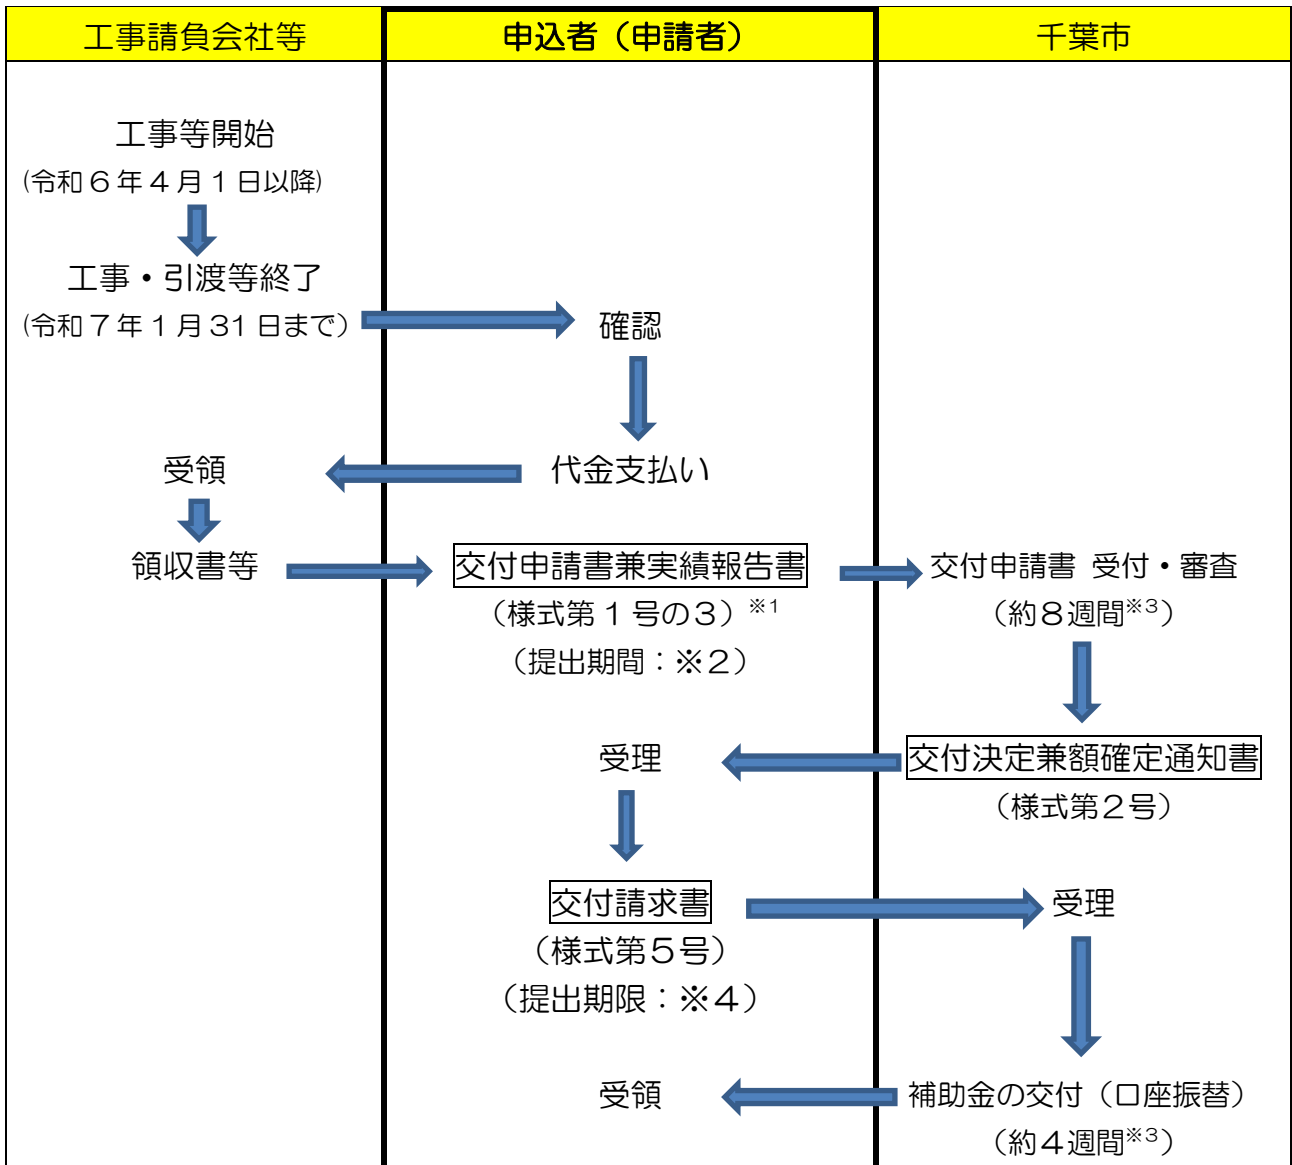 工事請負会社等
申込者（申請者）
千葉市
工事等開始
(令和６年４月１日以降)
工事・引渡等終了
(令和７年１月31日まで）
確認
代金支払い
受領
領収書等
交付申請書兼実績報告書
（様式第１号の３）※1
（提出期間：※２）
交付申請書 受付・審査
（約８週間※3）
交付決定兼額確定通知書
（様式第２号）
受理
交付請求書
（様式第５号）
（提出期限：※４）
受理
補助金の交付（口座振替）
（約４週間※3）
受領